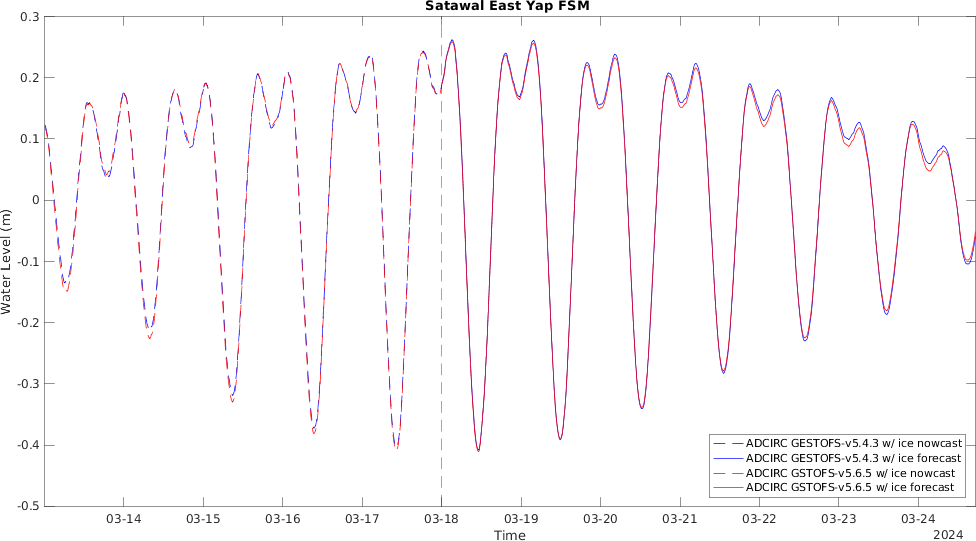 Satawal East Yap FSM
0.3
0.2
0.1
0
-0.1
-0.2
-0.3
-0.4
-0.5
Water Level (m)
ADCIRC GESTOFS-v5.4.3 w/ ice nowcast
ADCIRC GESTOFS-v5.4.3 w/ ice forecast
ADCIRC GSTOFS-v5.6.5 w/ ice nowcast
ADCIRC GSTOFS-v5.6.5 w/ ice forecast
03-14 03-15 03-16 03-17 03-18 03-19 03-20 03-21 03-22 03-23 03-24
Time
2024